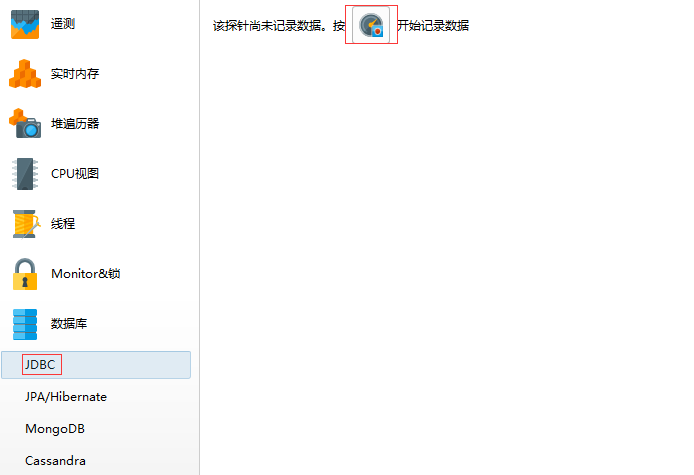 遥测
实时内存
堆遍历器
CPU视图
线程
Monitor&锁
数据库
JDBC
JPA/Hibernate
MongoDB
Cassandra
该探针尚未记录数据。按开始记录数据